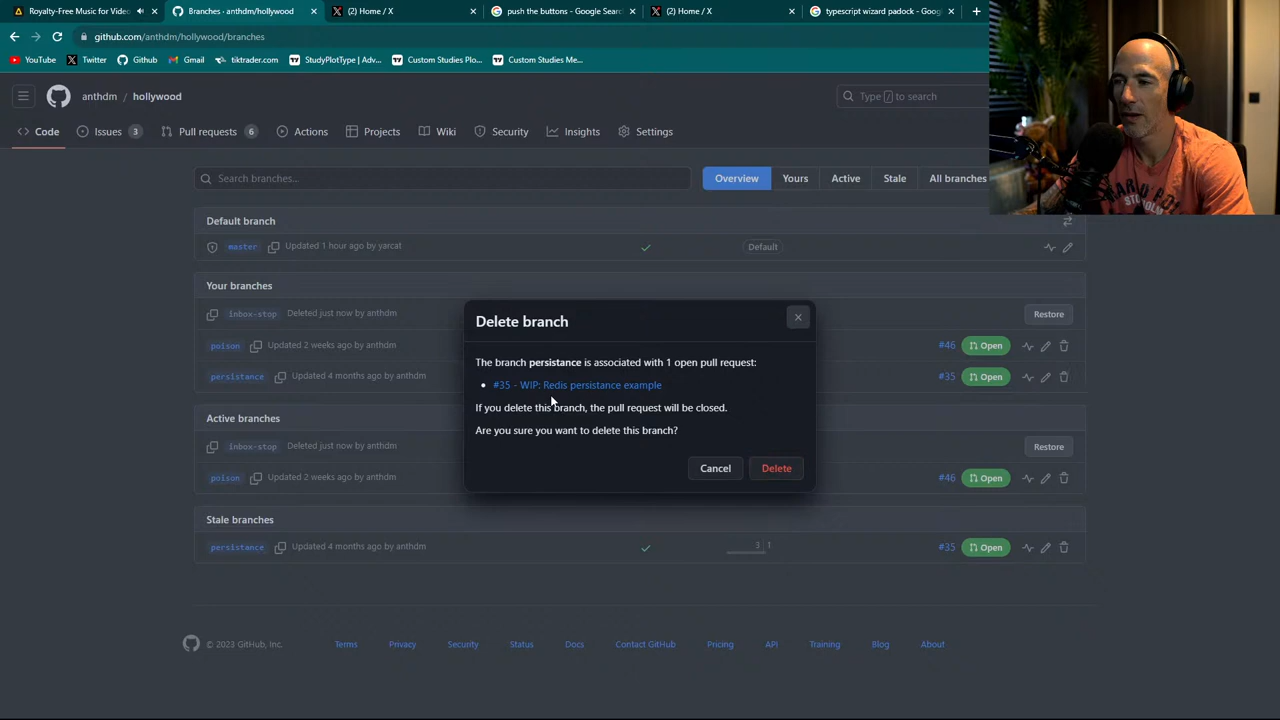 Royalty-Free Music for Video
Branches · anthdm/hollywood
(2) Home / X
push the buttons - Google Sear
(2) Home / X
typescript wizard padock - Goog
github.com/anthdm/hollywood/branches
YouTube
Twitter
Github
Gmail
tiktrader.com
StudyPlotType | Adv...
Custom Studies Plo...
Custom Studies Me...
anthdm / hollywood
Type / to search
Code
Issues 3
Pull requests 6
Actions
Projects
Wiki
Security
Insights
Settings
Search branches...
Overview
Yours
Active
Stale
All branches
Default branch
master Updated 1 hour ago by yarcat Default
Your branches
inbox-stop Deleted just now by anthdm Restore
poison Updated 2 weeks ago by anthdm #46 Open
persistance Updated 4 months ago by anthdm #35 Open
Delete branch
The branch persistance is associated with 1 open pull request:
• #35 - WIP: Redis persistance example
If you delete this branch, the pull request will be closed.
Are you sure you want to delete this branch?
Cancel
Delete
Active branches
inbox-stop Deleted just now by anthdm Restore
poison Updated 2 weeks ago by anthdm #46 Open
Stale branches
persistance Updated 4 months ago by anthdm 3 | 1 #35 Open
© 2023 GitHub, Inc.
Terms
Privacy
Security
Status
Docs
Contact GitHub
Pricing
API
Training
Blog
About